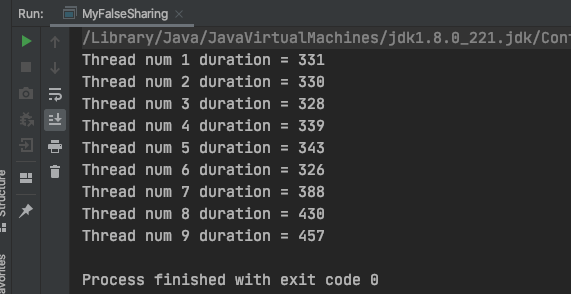 Run: MyFalseSharing
/Library/Java/JavaVirtualMachines/jdk1.8.0_221.jdk/Con
Thread num 1 duration = 331
Thread num 2 duration = 330
Thread num 3 duration = 328
Thread num 4 duration = 339
Thread num 5 duration = 343
Thread num 6 duration = 326
Thread num 7 duration = 388
Thread num 8 duration = 430
Thread num 9 duration = 457
Process finished with exit code 0
Structure
avorites